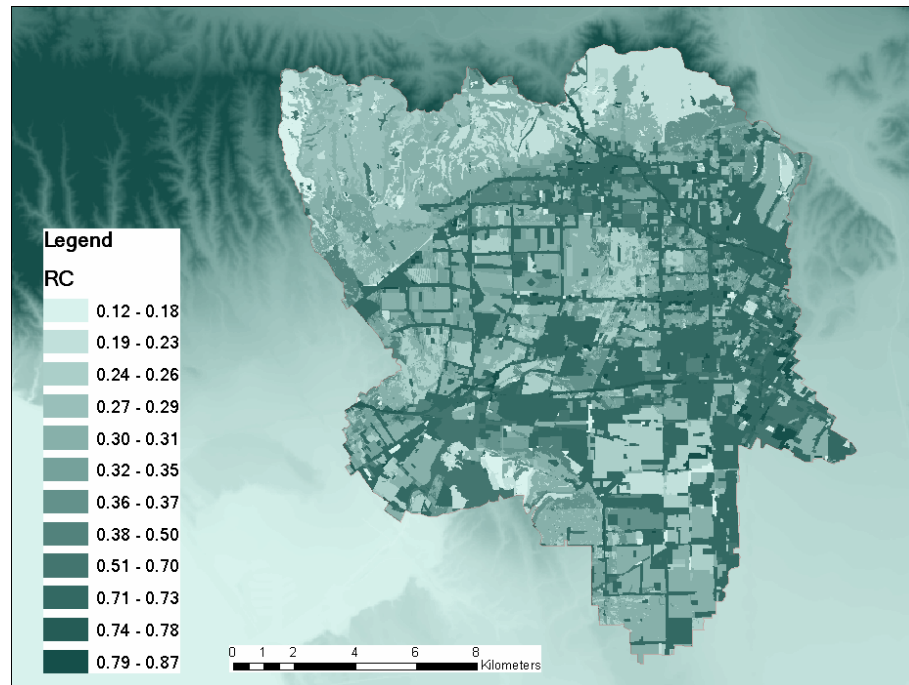 Legend
RC
0.12 - 0.18
0.19 - 0.23
0.24 - 0.26
0.27 - 0.29
0.30 - 0.31
0.32 - 0.35
0.36 - 0.37
0.38 - 0.50
0.51 - 0.70
0.71 - 0.73
0.74 - 0.78
0.79 - 0.87
0 1 2 4 6 8
Kilometers